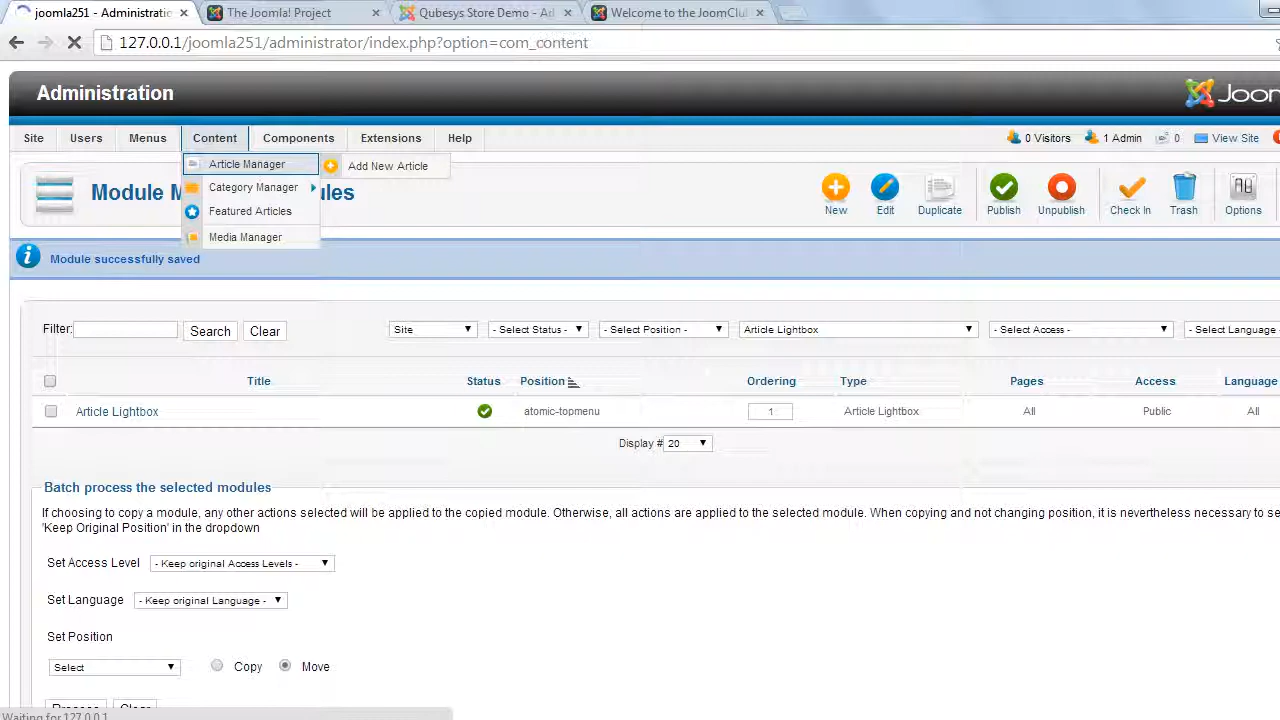 joomla251 - Administratio
The Joomla! Project
Qubesys Store Demo - Ad
Welcome to the JoomClu
127.0.0.1/joomla251/administrator/index.php?option=com_content
Administration
Joon
Site Users Menus Content Components Extensions Help
0 Visitors 1 Admin 0 View Site
Article Manager
Add New Article
Category Manager
Featured Articles
Media Manager
Module M
les
New Edit Duplicate Publish Unpublish Check In Trash Options
Module successfully saved
Filter: Search Clear Site - Select Status - - Select Position - Article Lightbox - Select Access - - Select Language
Title Status Position Ordering Type Pages Access Language
Article Lightbox atomic-topmenu 1 Article Lightbox All Public All
Display # 20
Batch process the selected modules
If choosing to copy a module, any other actions selected will be applied to the copied module. Otherwise, all actions are applied to the selected module. When copying and not changing position, it is nevertheless necessary to se
'Keep Original Position' in the dropdown
Set Access Level - Keep original Access Levels -
Set Language - Keep original Language -
Set Position
Select Copy Move
Process Clear
Waiting for 127.0.0.1